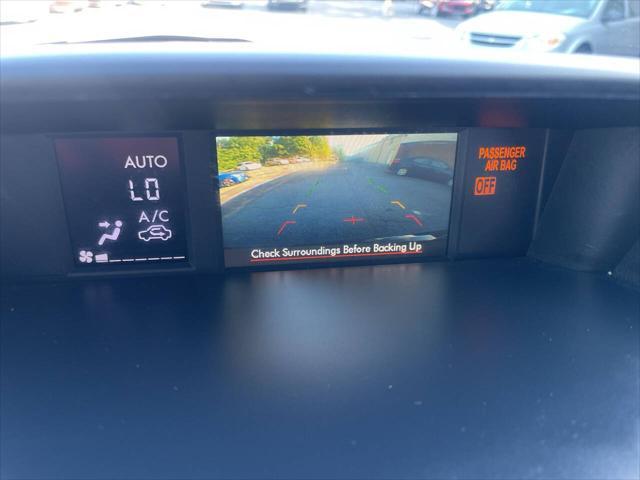 AUTO
LO
A/C
Check Surroundings Before Backing Up
PASSENGER
AIR BAG
OFF